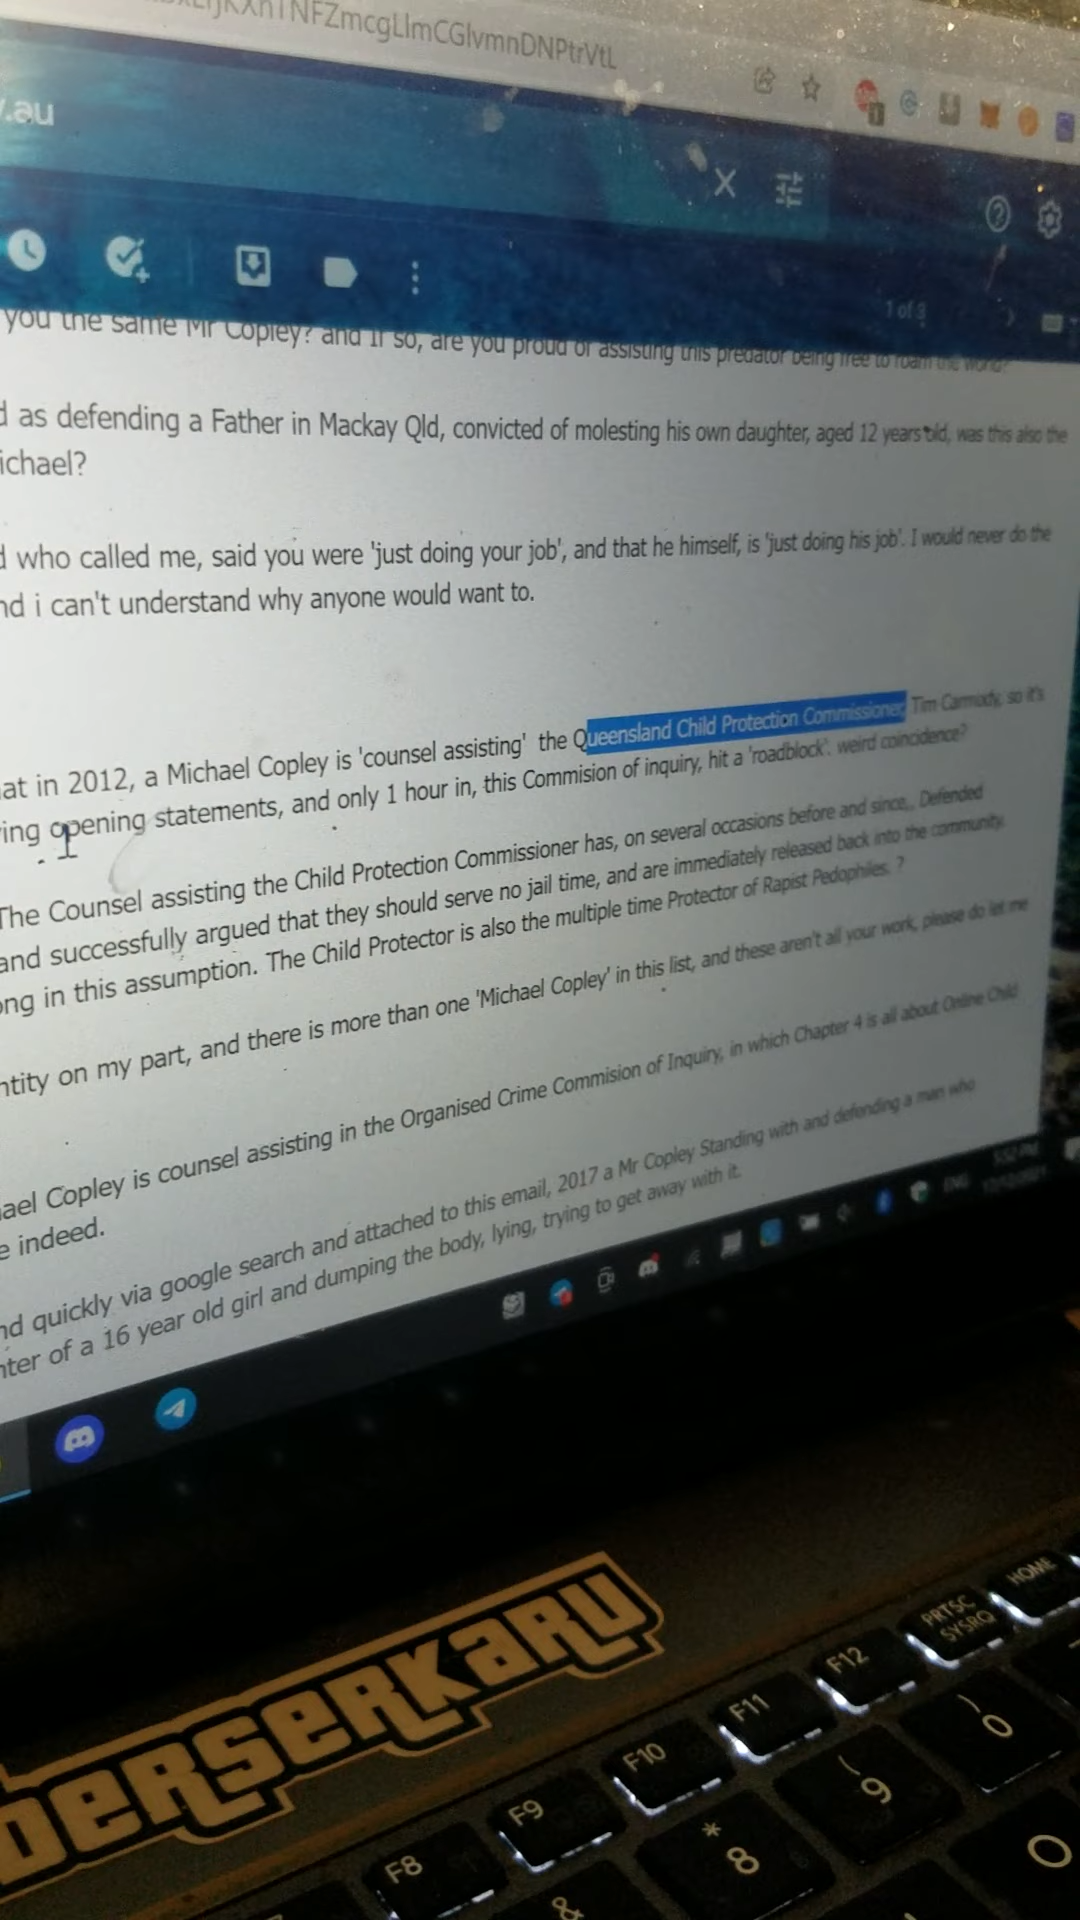 NFZmcgLlmCGlvmnDNPtrVtL
.au
1 of 3
you the same Mr Copley? and if so, are you proud of assisting this predator being free to roam the world?
d as defending a Father in Mackay Qld, convicted of molesting his own daughter, aged 12 years old, was this also the
ichael?
d who called me, said you were 'just doing your job', and that he himself, is 'just doing his job'. I would never do the
nd i can't understand why anyone would want to.
at in 2012, a Michael Copley is 'counsel assisting' the Queensland Child Protection Commissioner, Tim Carmody, so it's
ing opening statements, and only 1 hour in, this Commision of inquiry, hit a 'roadblock'. weird coincidence?
The Counsel assisting the Child Protection Commissioner has, on several occasions before and since,. Defended
and successfully argued that they should serve no jail time, and are immediately released back into the community.
ong in this assumption. The Child Protector is also the multiple time Protector of Rapist Pedophiles. ?
ntity on my part, and there is more than one 'Michael Copley' in this list, and these aren't all your work, please do let me
ael Copley is counsel assisting in the Organised Crime Commision of Inquiry, in which Chapter 4 is all about Online Child
e indeed.
nd quickly via google search and attached to this email, 2017 a Mr Copley Standing with and defending a man who
hter of a 16 year old girl and dumping the body, lying, trying to get away with it.
ENG
5:52 PM
BERSERKARU
HOME
PRTSC
SYSRQ
F12
F11
F10
F9
F8
) 0
( 9
* 8
&
O